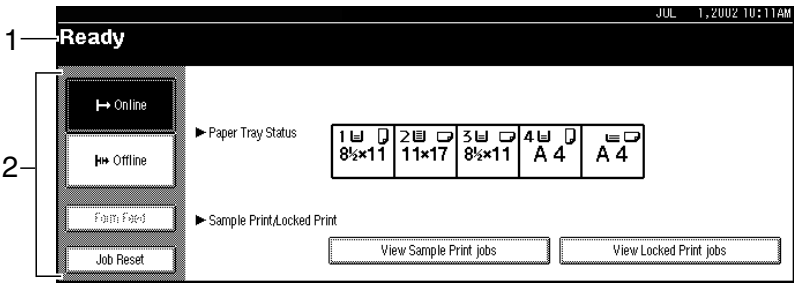 JUL 1,2002 10:11AM
1 Ready
2
Online
Offline
Form Feed
Job Reset
►Paper Tray Status
1 2 3 4
8½×11 11×17 8½×11 A 4 A 4
►Sample Print/Locked Print
View Sample Print jobs View Locked Print jobs